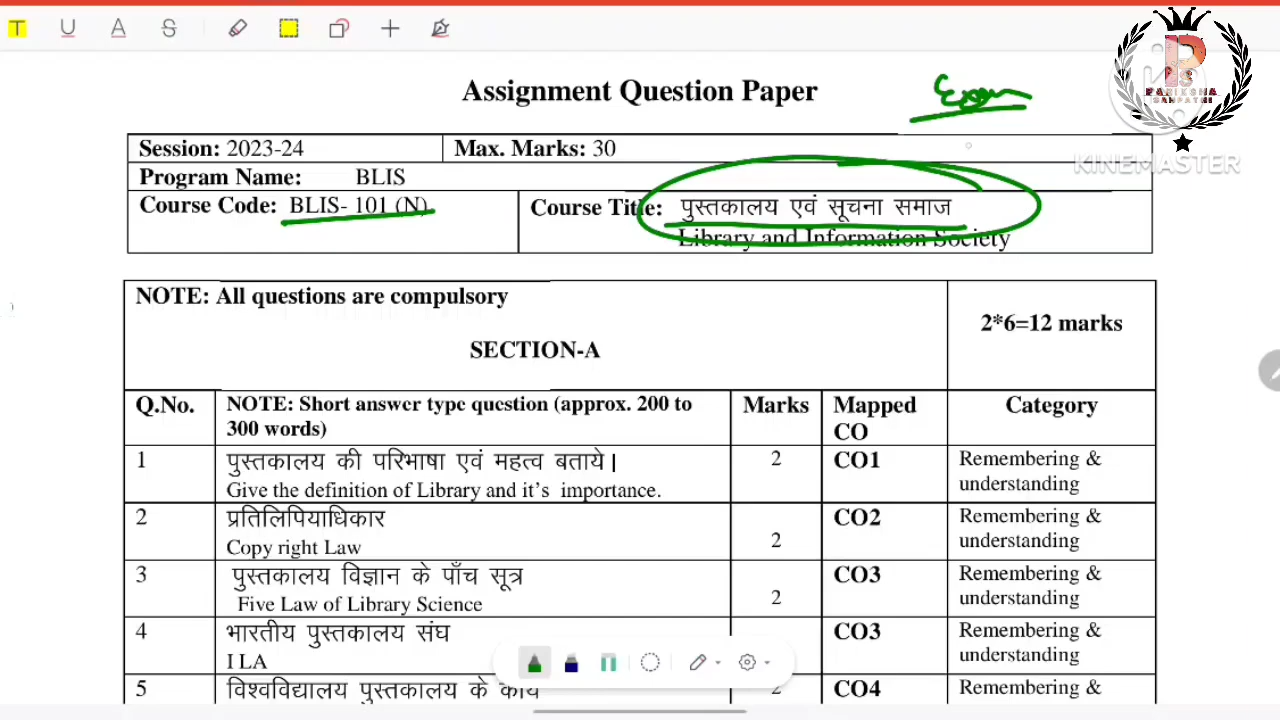 T U A S
Assignment Question Paper
Exam
PARIKSHA
SANPATHI
KINEMASTER
Session: 2023-24 Max. Marks: 30
Program Name: BLIS
Course Code: BLIS- 101 (N) Course Title: पुस्तकालय एवं सूचना समाज
Library and Information Society
NOTE: All questions are compulsory
2*6=12 marks
SECTION-A
Q.No. NOTE: Short answer type question (approx. 200 to 300 words) Marks Mapped CO Category
1 पुस्तकालय की परिभाषा एवं महत्व बताये। 2 CO1 Remembering &
Give the definition of Library and it's importance. understanding
2 प्रतिलिपियाधिकार CO2 Remembering &
Copy right Law 2 understanding
3 पुस्तकालय विज्ञान के पाँच सूत्र CO3 Remembering &
Five Law of Library Science 2 understanding
4 भारतीय पुस्तकालय संघ CO3 Remembering &
I LA understanding
5 विश्वविद्यालय पुस्तकालय के कार्य 2 CO4 Remembering &